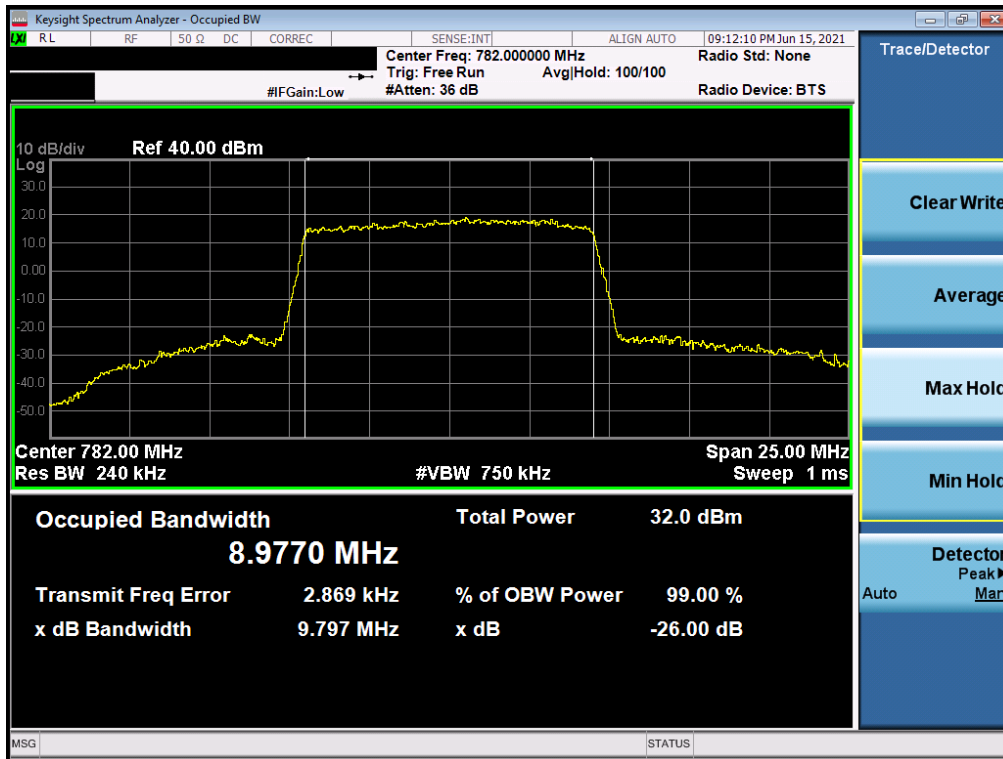 Keysight Spectrum Analyzer - Occupied BW
LXI RL RF 50 Ω DC CORREC SENSE:INT ALIGN AUTO 09:12:10 PM Jun 15, 2021
Center Freq: 782.000000 MHz Radio Std: None
Trig: Free Run Avg|Hold: 100/100
#IFGain:Low #Atten: 36 dB Radio Device: BTS
10 dB/div Ref 40.00 dBm
Log
30.0
20.0
10.0
0.00
-10.0
-20.0
-30.0
-40.0
-50.0
Center 782.00 MHz Span 25.00 MHz
Res BW 240 kHz #VBW 750 kHz Sweep 1 ms
Occupied Bandwidth Total Power 32.0 dBm
8.9770 MHz
Transmit Freq Error 2.869 kHz % of OBW Power 99.00 %
x dB Bandwidth 9.797 MHz x dB -26.00 dB
MSG STATUS
Trace/Detector
Clear Write
Average
Max Hold
Min Hold
Detector
Peak▶
Auto Man